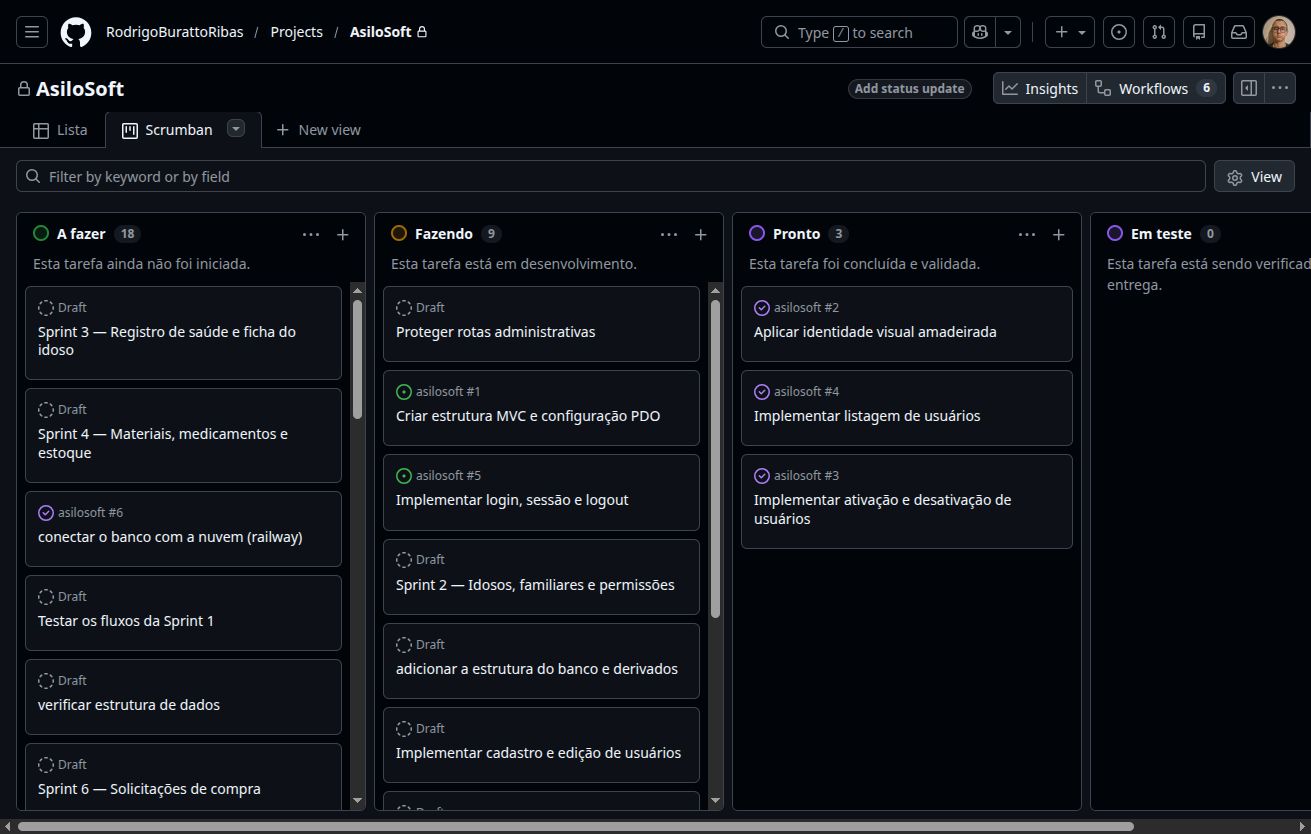 RodrigoBurattoRibas / Projects / AsiloSoft
Type / to search
AsiloSoft
Add status update
Insights
Workflows 6
Lista
Scrumban
New view
Filter by keyword or by field
View
A fazer 18
Esta tarefa ainda não foi iniciada.
Draft
Sprint 3 — Registro de saúde e ficha do
idoso
Draft
Sprint 4 — Materiais, medicamentos e
estoque
asilosoft #6
conectar o banco com a nuvem (railway)
Draft
Testar os fluxos da Sprint 1
Draft
verificar estrutura de dados
Draft
Sprint 6 — Solicitações de compra
Fazendo 9
Esta tarefa está em desenvolvimento.
Draft
Proteger rotas administrativas
asilosoft #1
Criar estrutura MVC e configuração PDO
asilosoft #5
Implementar login, sessão e logout
Draft
Sprint 2 — Idosos, familiares e permissões
Draft
adicionar a estrutura do banco e derivados
Draft
Implementar cadastro e edição de usuários
Draft
Pronto 3
Esta tarefa foi concluída e validada.
asilosoft #2
Aplicar identidade visual amadeirada
asilosoft #4
Implementar listagem de usuários
asilosoft #3
Implementar ativação e desativação de
usuários
Em teste 0
Esta tarefa está sendo verificad
entrega.